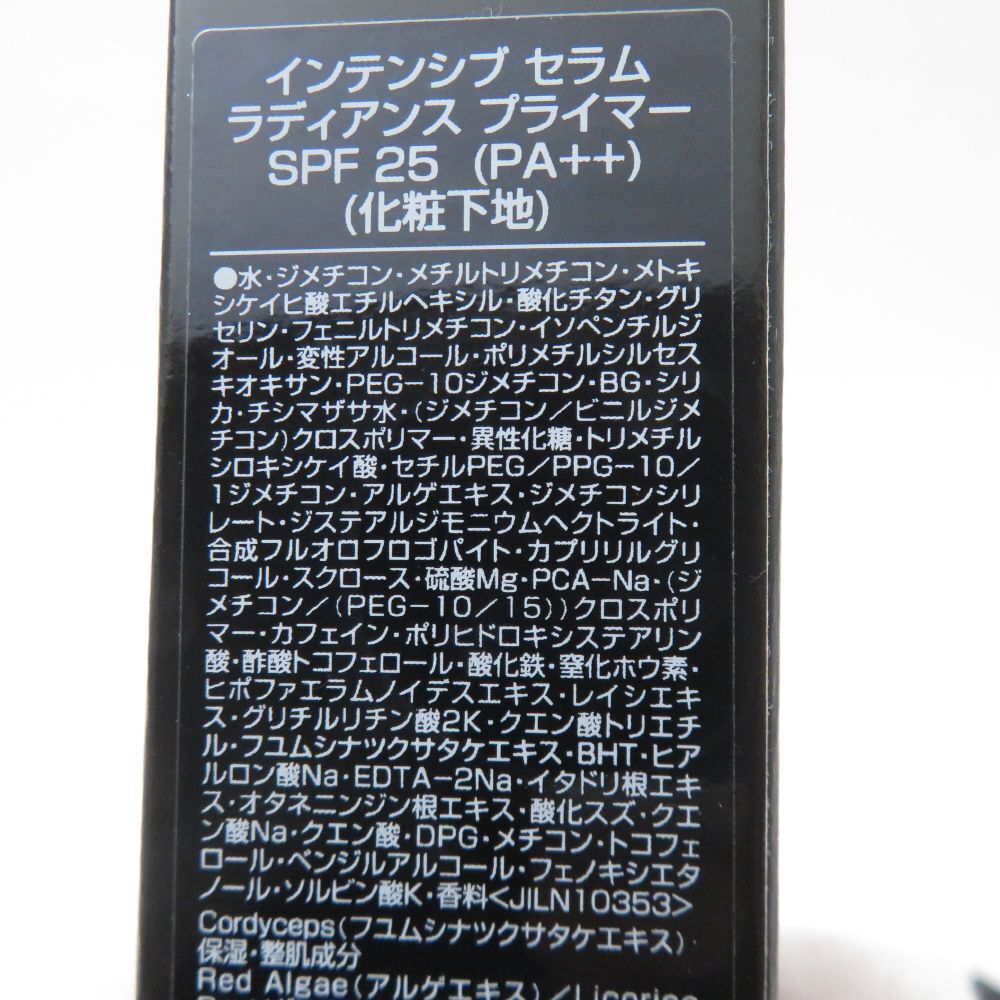 インテンシブ セラム
ラディアンス プライマー
SPF 25 (PA++)
(化粧下地)
●水・ジメチコン・メチルトリメチコン・メトキ
シケイヒ酸エチルヘキシル・酸化チタン・グリ
セリン・フェニルトリメチコン・イソペンチルジ
オール・変性アルコール・ポリメチルシルセス
キオキサン・PEG-10ジメチコン・BG・シリ
カ・チシマザサ水・(ジメチコン/ビニルジメ
チコン)クロスポリマー・異性化糖・トリメチル
シロキシケイ酸・セチルPEG/PPG-10/
1ジメチコン・アルゲエキス・ジメチコンシリ
レート・ジステアルジモニウムヘクトライト・
合成フルオロフロゴパイト・カプリリルグリ
コール・スクロース・硫酸Mg・PCA-Na・(ジ
メチコン/(PEG-10/15))クロスポリ
マー・カフェイン・ポリヒドロキシステアリン
酸・酢酸トコフェロール・酸化鉄・窒化ホウ素・
ヒポファエラムノイデスエキス・レイシエキ
ス・グリチルリチン酸2K・クエン酸トリエチ
ル・フユムシナツクサタケエキス・BHT・ヒア
ルロン酸Na・EDTA-2Na・イタドリ根エキ
ス・オタネニンジン根エキス・酸化スズ・クエ
ン酸Na・クエン酸・DPG・メチコン・トコフェ
ロール・ベンジルアルコール・フェノキシエタ
ノール・ソルビン酸K・香料<JILN10353>
Cordyceps(フユムシナツクサタケエキス)
保湿・整肌成分
Red Algae(アルゲエキス)/Licorice